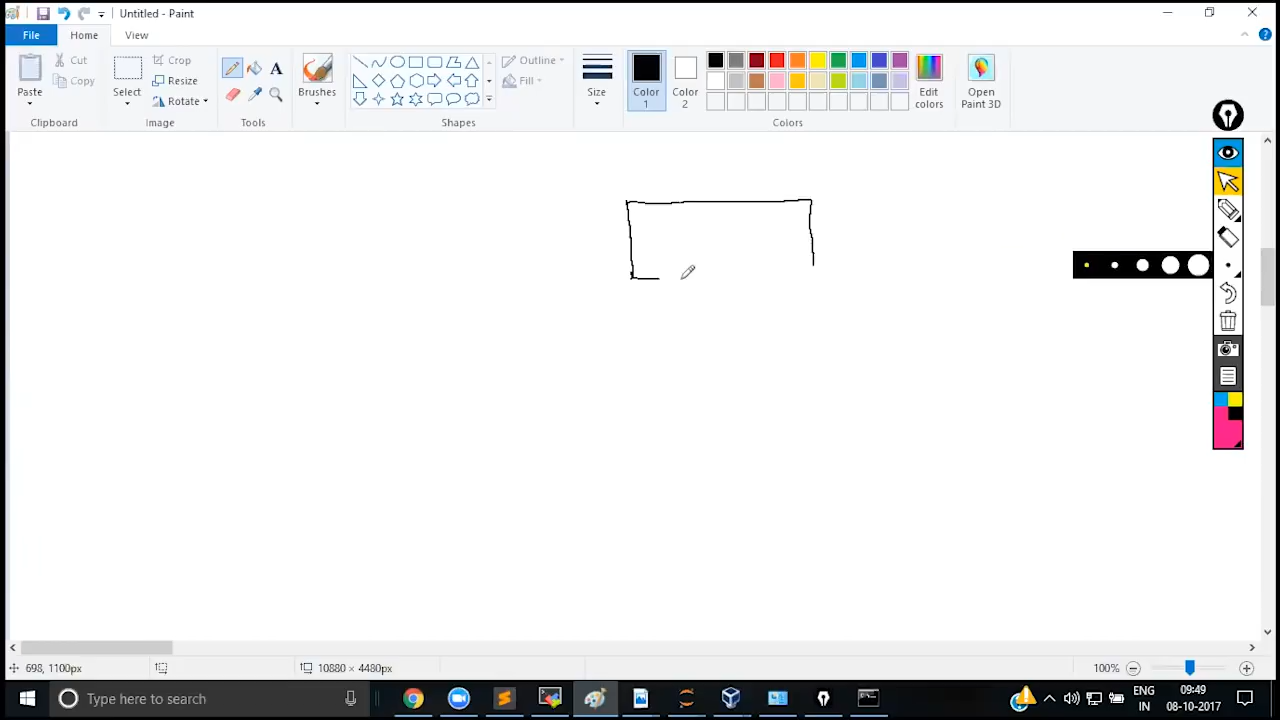 Untitled - Paint
File Home View
Cut
Crop
Outline
Copy
Resize
Fill
Paste
Select
Rotate
Brushes
Size
Color 1
Color 2
Edit colors
Open Paint 3D
Clipboard
Image
Tools
Shapes
Colors
698, 1100px
10880 × 4480px
100%
Type here to search
ENG
IN
09:49
08-10-2017